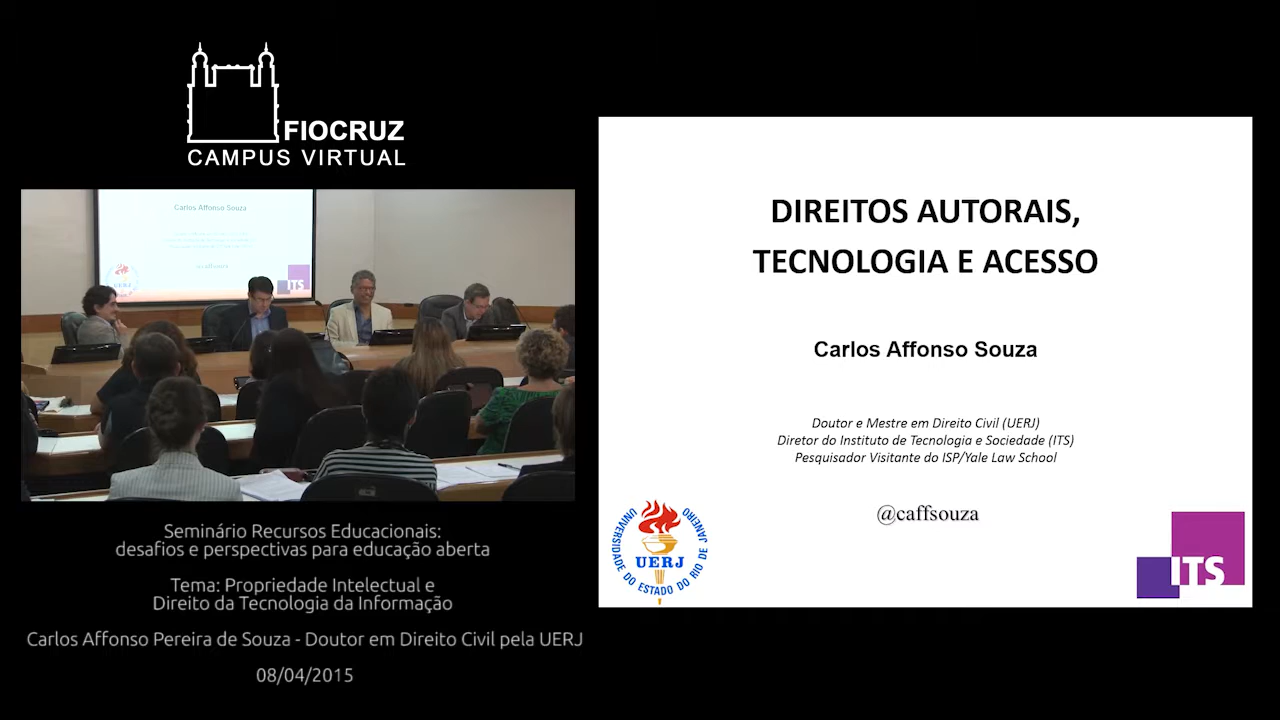 FIOCRUZ
CAMPUS VIRTUAL
Carlos Affonso Souza
ITS
Seminário Recursos Educacionais:
desafios e perspectivas para educação aberta
Tema: Propriedade Intelectual e
Direito da Tecnologia da Informação
Carlos Affonso Pereira de Souza - Doutor em Direito Civil pela UERJ
08/04/2015
DIREITOS AUTORAIS,
TECNOLOGIA E ACESSO
Carlos Affonso Souza
Doutor e Mestre em Direito Civil (UERJ)
Diretor do Instituto de Tecnologia e Sociedade (ITS)
Pesquisador Visitante do ISP/Yale Law School
@caffsouza
UNIVERSIDADE DO ESTADO DO RIO DE JANEIRO
UERJ
ITS